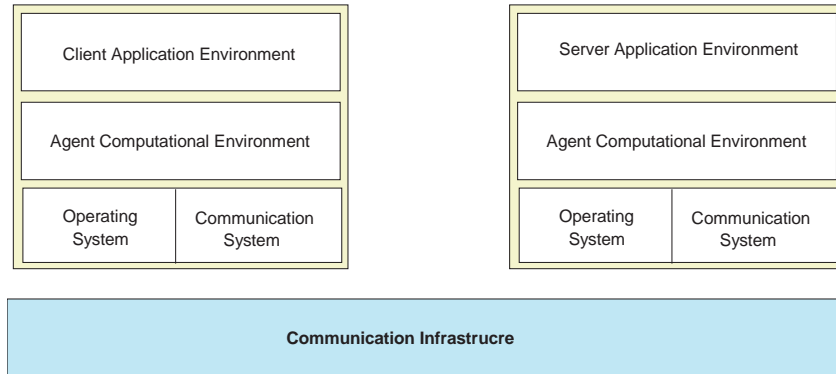 Client Application Environment
Agent Computational Environment
Operating
System
Communication
System
Server Application Environment
Agent Computational Environment
Operating
System
Communication
System
Communication Infrastrucre